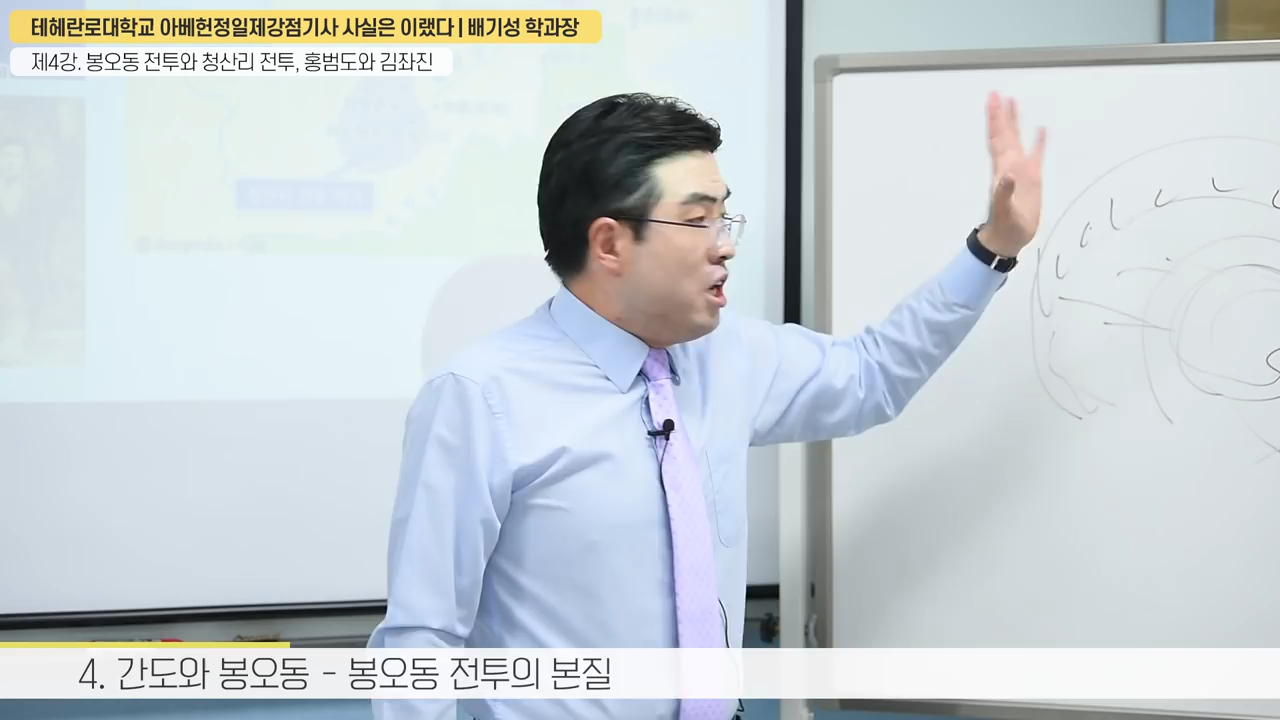 테헤란로대학교 아베헌정일제강점기사 사실은 이랬다 | 배기성 학과장
제4강. 봉오동 전투와 청산리 전투, 홍범도와 김좌진
4. 간도와 봉오동 - 봉오동 전투의 본질